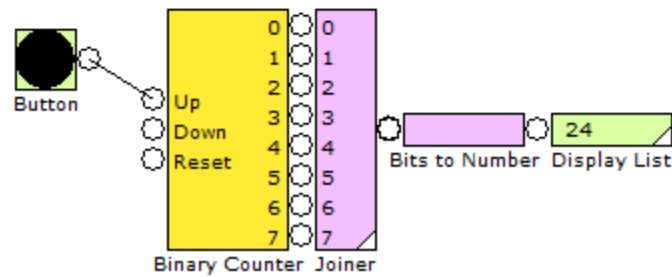 Button
Up
Down
Reset
0
1
2
3
4
5
6
7
Binary Counter
0
1
2
3
4
5
6
7
Joiner
Bits to Number
24
Display List